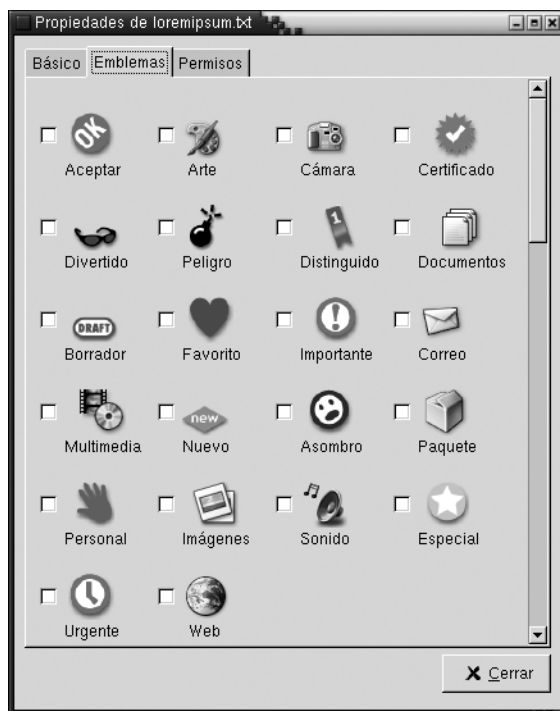 Propiedades de loremipsum.txt
Básico Emblemas Permisos
OK
Aceptar Arte Cámara Certificado
1
Divertido Peligro Distinguido Documentos
DRAFT
Borrador Favorito Importante Correo
new
Multimedia Nuevo Asombro Paquete
Personal Imágenes Sonido Especial
Urgente Web
Cerrar